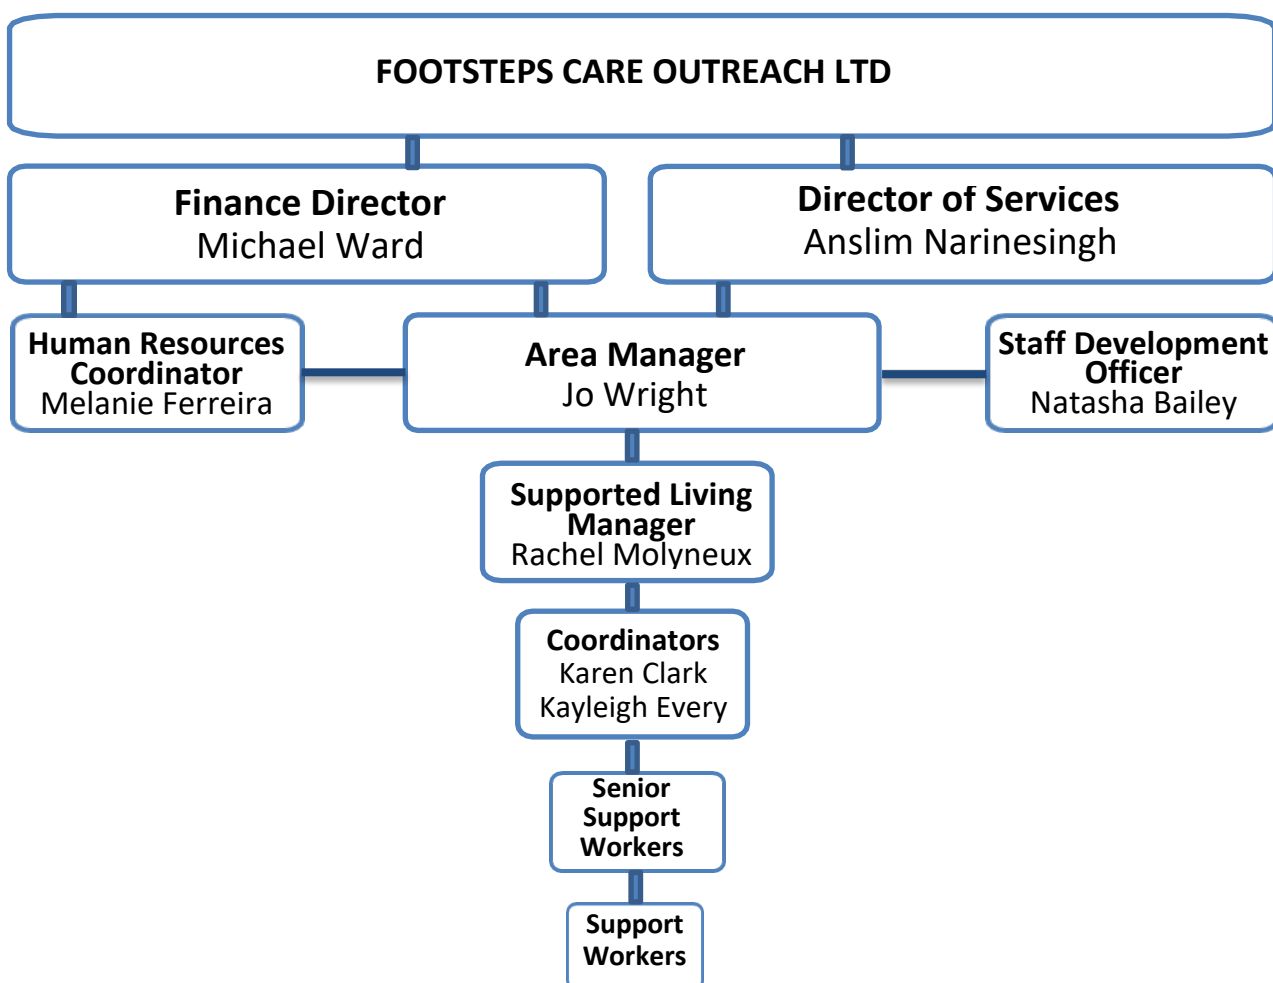 FOOTSTEPS CARE OUTREACH LTD
Finance Director
Michael Ward
Director of Services
Anslim Narinesingh
Human Resources
Coordinator
Melanie Ferreira
Area Manager
Jo Wright
Staff Development
Officer
Natasha Bailey
Supported Living
Manager
Rachel Molyneux
Coordinators
Karen Clark
Kayleigh Every
Senior
Support
Workers
Support
Workers